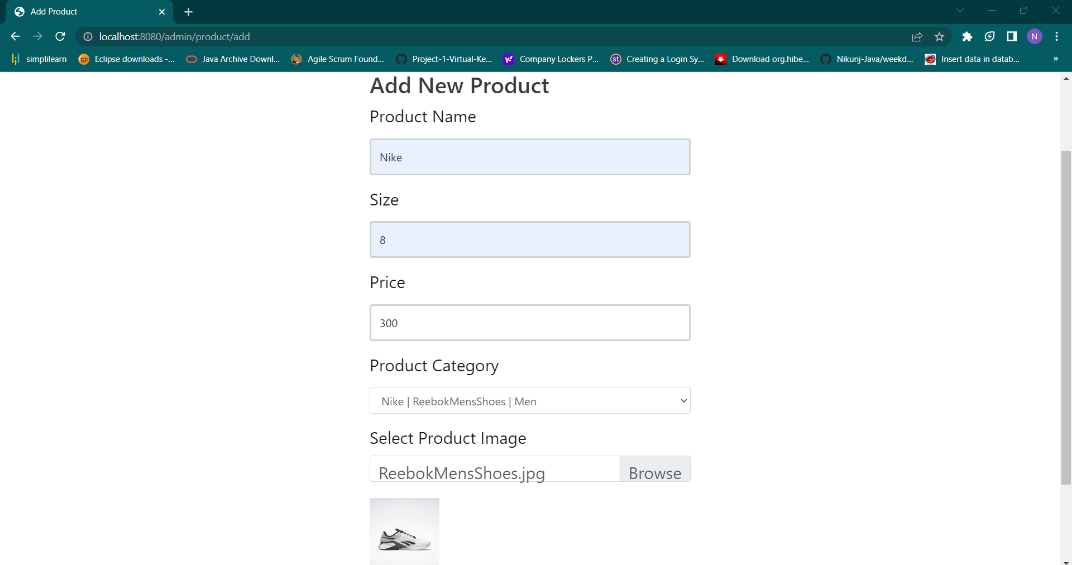 Add Product
localhost:8080/admin/product/add
N
simplilearn
Eclipse downloads -...
Java Archive Downl...
Agile Scrum Found...
Project-1-Virtual-Ke...
Company Lockers P...
Creating a Login Sy...
Download org.hibe...
Nikunj-Java/weekd...
Insert data in datab...
»
Add New Product
Product Name
Nike
Size
8
Price
300
Product Category
Nike | ReebokMensShoes | Men
Select Product Image
ReebokMensShoes.jpg
Browse